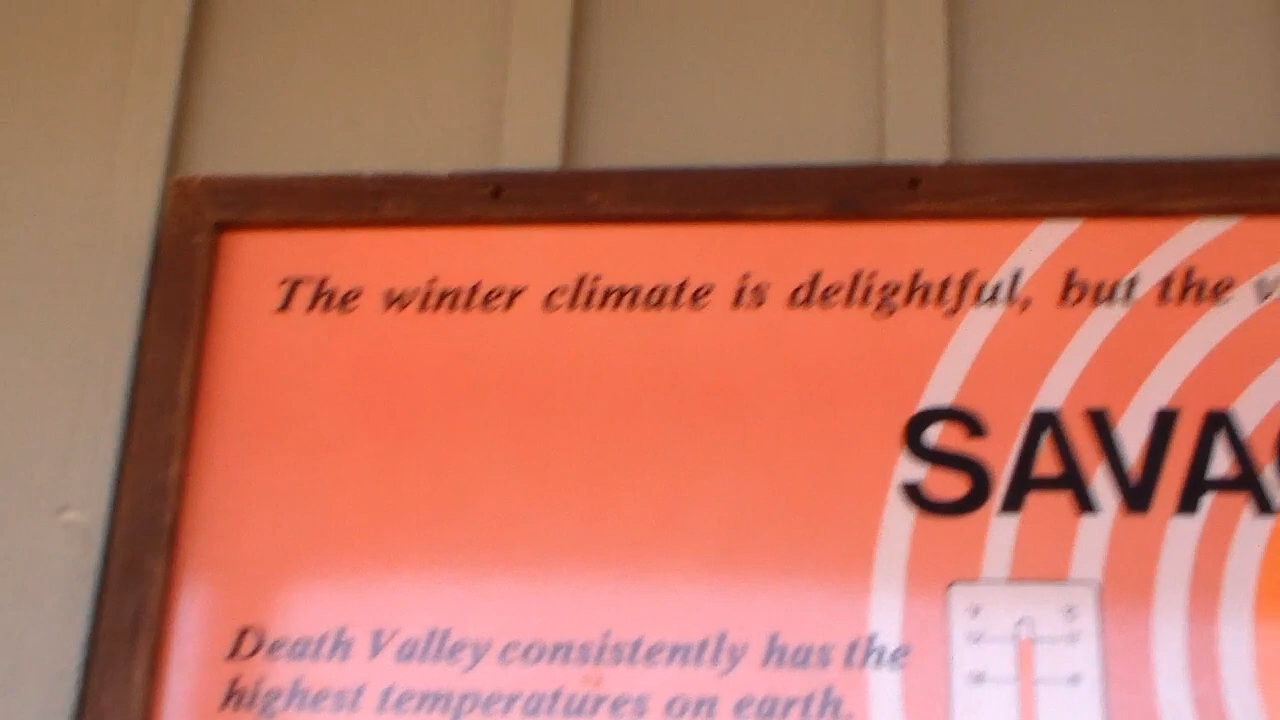 The winter climate is delightful, but the
SAVA
Death Valley consistently has the
highest temperatures on earth.